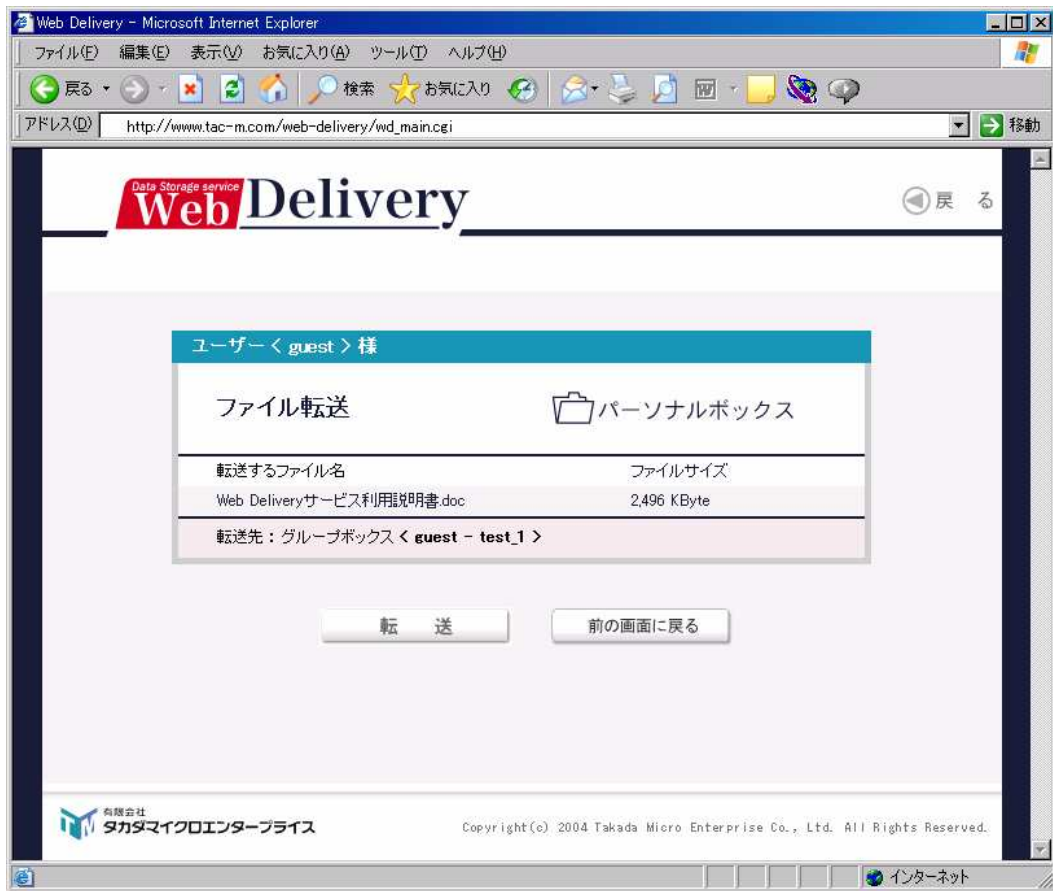 Web Delivery - Microsoft Internet Explorer
ファイル(F) 編集(E) 表示(V) お気に入り(A) ツール(T) ヘルプ(H)
戻る 検索 お気に入り
アドレス(D) http://www.tac-m.com/web-delivery/wd_main.cgi 移動
Data Storage service
Web Delivery
戻 る
ユーザー < guest > 様
ファイル転送 パーソナルボックス
転送するファイル名 ファイルサイズ
Web Deliveryサービス利用説明書.doc 2,496 KByte
転送先:グループボックス < guest - test_1 >
転 送 前の画面に戻る
有限会社
タカダマイクロエンタープライス Copyright(c) 2004 Takada Micro Enterprise Co., Ltd. All Rights Reserved.
インターネット